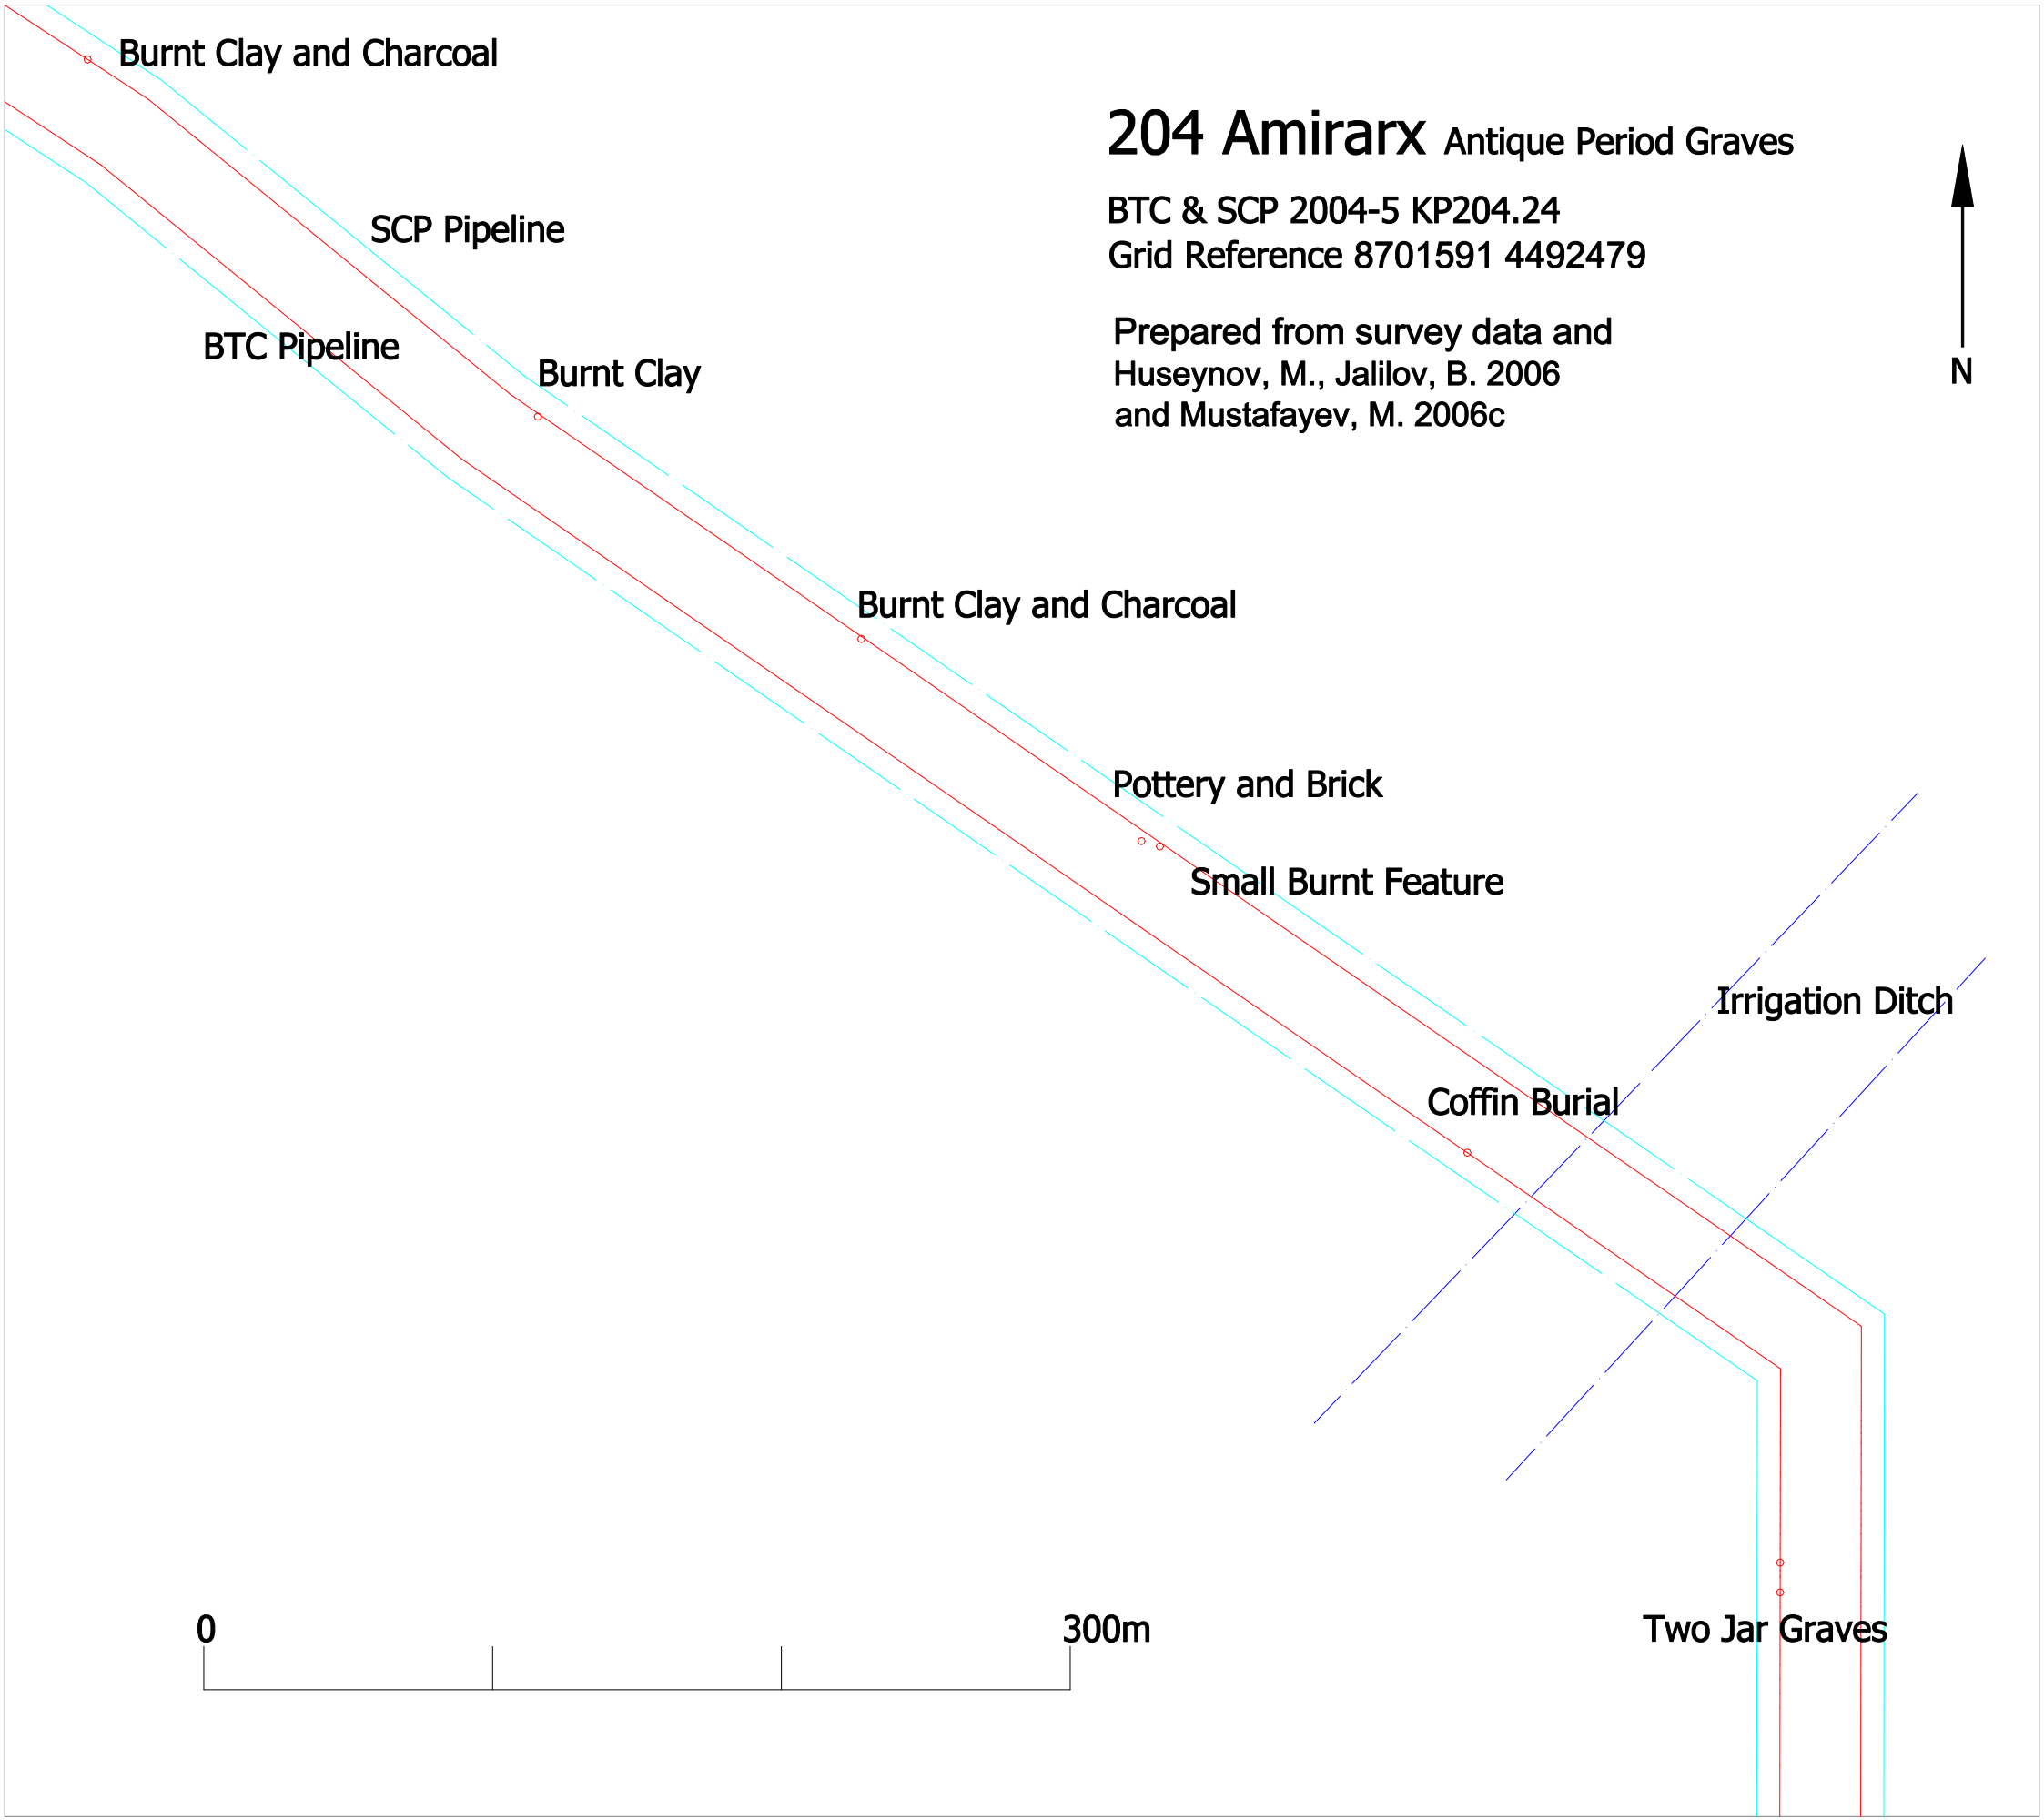 Burnt Clay and Charcoal
204 Amirarx Antique Period Graves
BTC & SCP 2004-5 KP204.24
Grid Reference 8701591 4492479
Prepared from survey data and
Huseynov, M., Jalilov, B. 2006
and Mustafayev, M. 2006c
N
SCP Pipeline
BTC Pipeline
Burnt Clay
Burnt Clay and Charcoal
Pottery and Brick
Small Burnt Feature
Irrigation Ditch
Coffin Burial
Two Jar Graves
0
300m